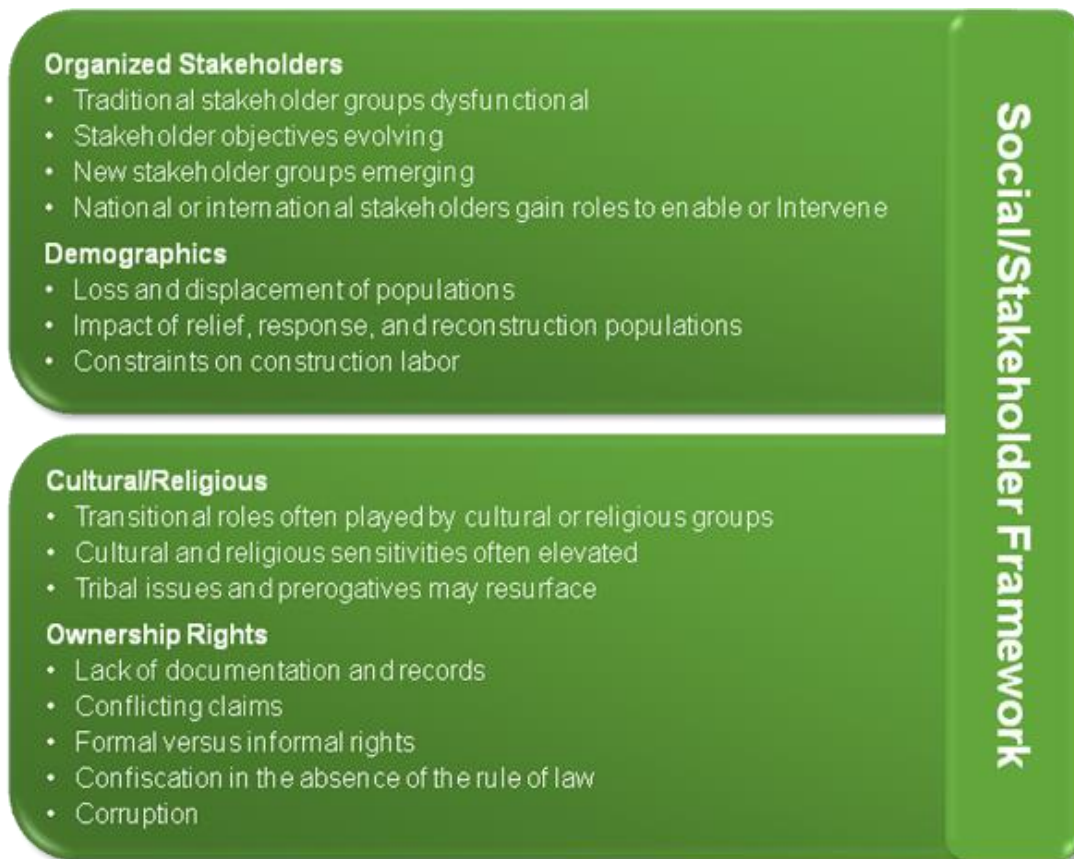 Organized Stakeholders
• Traditional stakeholder groups dysfunctional
• Stakeholder objectives evolving
• New stakeholder groups emerging
• National or international stakeholders gain roles to enable or Intervene
Demographics
• Loss and displacement of populations
• Impact of relief, response, and reconstruction populations
• Constraints on construction labor
Cultural/Religious
• Transitional roles often played by cultural or religious groups
• Cultural and religious sensitivities often elevated
• Tribal issues and prerogatives may resurface
Ownership Rights
• Lack of documentation and records
• Conflicting claims
• Formal versus informal rights
• Confiscation in the absence of the rule of law
• Corruption
Social/Stakeholder Framework